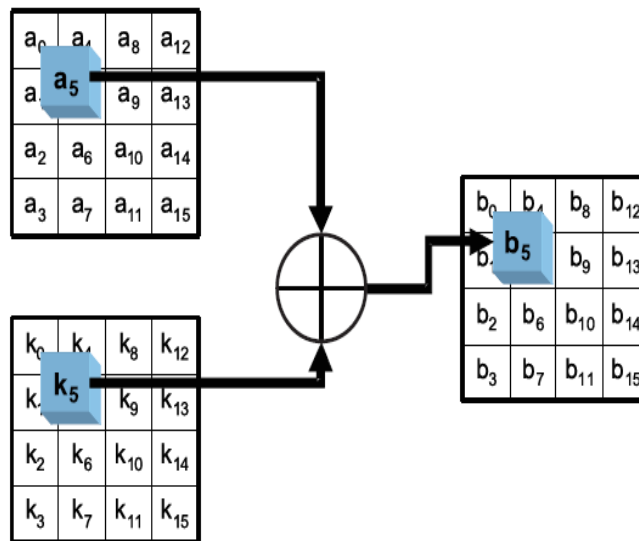 a₀ a₄ a₈ a₁₂
a₅ a₉ a₁₃
a₂ a₆ a₁₀ a₁₄
a₃ a₇ a₁₁ a₁₅
b₀ b₄ b₈ b₁₂
b₅ b₉ b₁₃
b₂ b₆ b₁₀ b₁₄
b₃ b₇ b₁₁ b₁₅
k₀ k₄ k₈ k₁₂
k₅ k₉ k₁₃
k₂ k₆ k₁₀ k₁₄
k₃ k₇ k₁₁ k₁₅